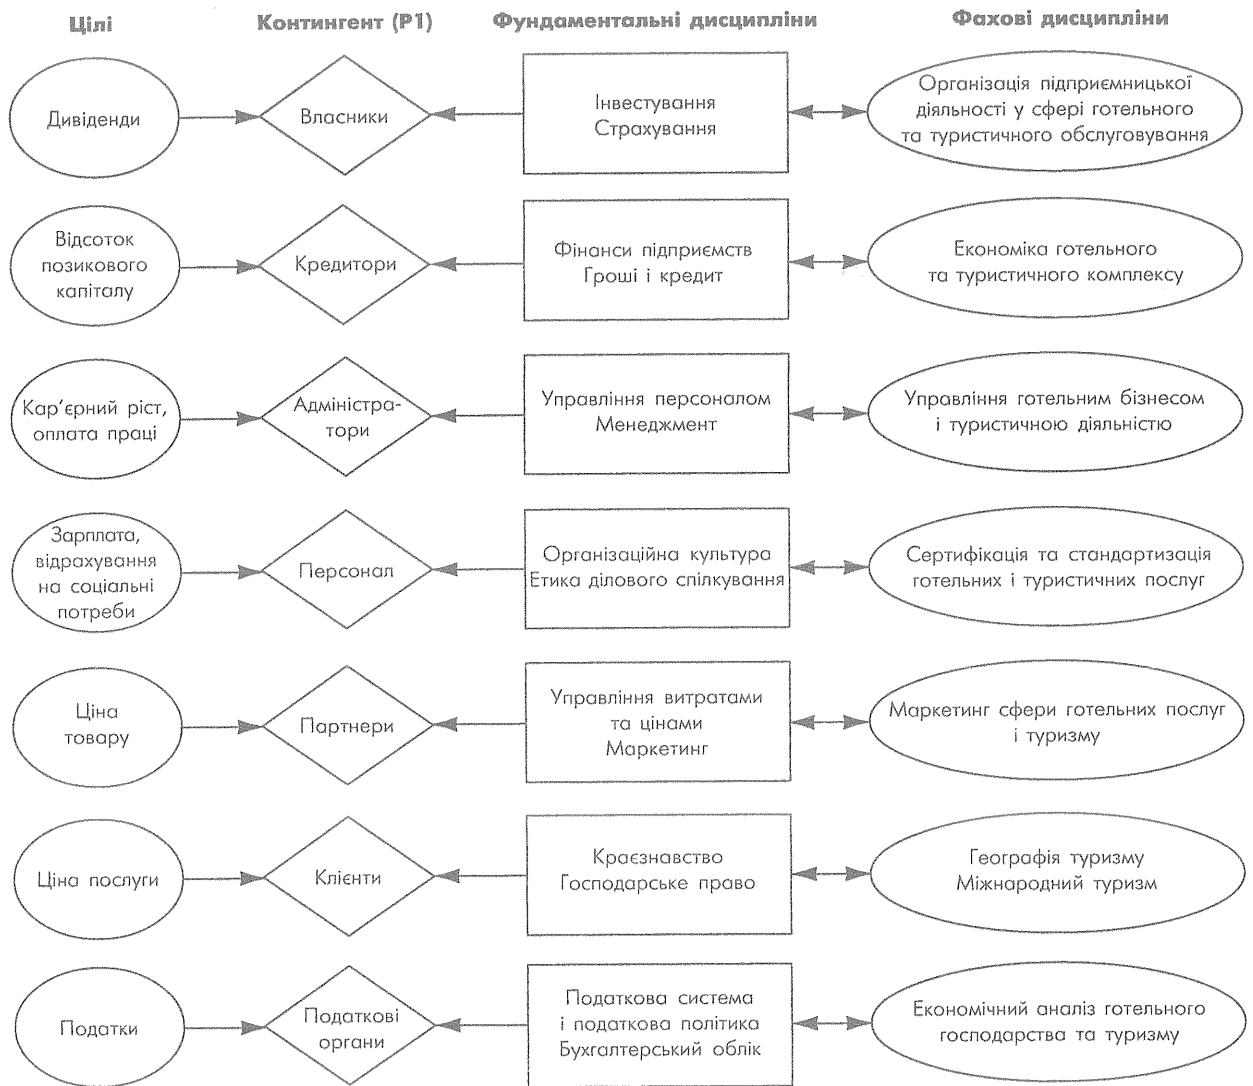 Цілі
Контингент (Р1)
Фундаментальні дисципліни
Фахові дисципліни
Дивіденди
Власники
Інвестування
Страхування
Організація підприємницької
діяльності у сфері готельного
та туристичного обслуговування
Відсоток
позикового
капіталу
Кредитори
Фінанси підприємств
Гроші і кредит
Економіка готельного
та туристичного комплексу
Кар’єрний ріст,
оплата праці
Адміністра-
тори
Управління персоналом
Менеджмент
Управління готельним бізнесом
і туристичною діяльністю
Зарплата,
відрахування
на соціальні
потреби
Персонал
Організаційна культура
Етика ділового спілкування
Сертифікація та стандартизація
готельних і туристичних послуг
Ціна
товару
Партнери
Управління витратами
та цінами
Маркетинг
Маркетинг сфери готельних послуг
і туризму
Ціна послуги
Клієнти
Краєзнавство
Господарське право
Географія туризму
Міжнародний туризм
Податки
Податкові
органи
Податкова система
і податкова політика
Бухгалтерський облік
Економічний аналіз готельного
господарства та туризму